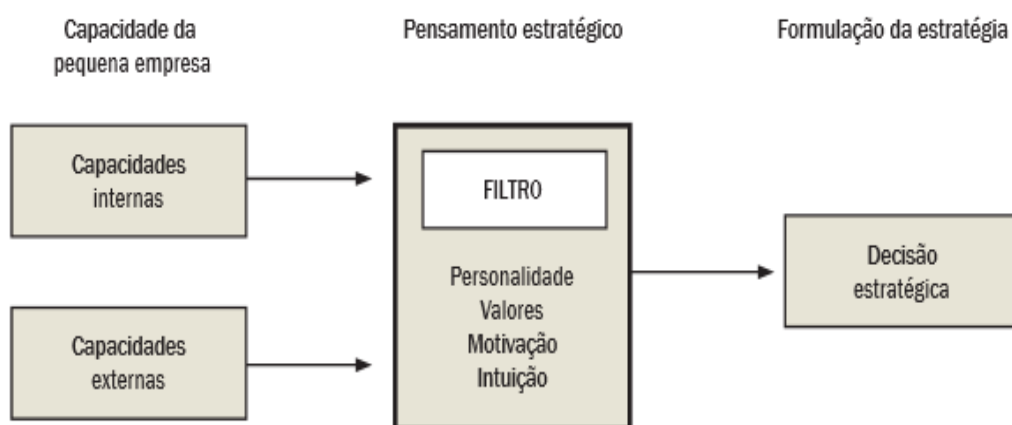 Capacidade da
pequena empresa
Pensamento estratégico
Formulação da estratégia
Capacidades
internas
Capacidades
externas
FILTRO
Personalidade
Valores
Motivação
Intuição
Decisão
estratégica